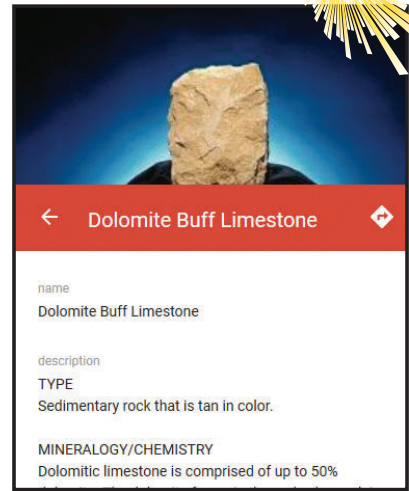 Dolomite Buff Limestone
name
Dolomite Buff Limestone
description
TYPE
Sedimentary rock that is tan in color.
MINERALOGY/CHEMISTRY
Dolomitic limestone is comprised of up to 50%